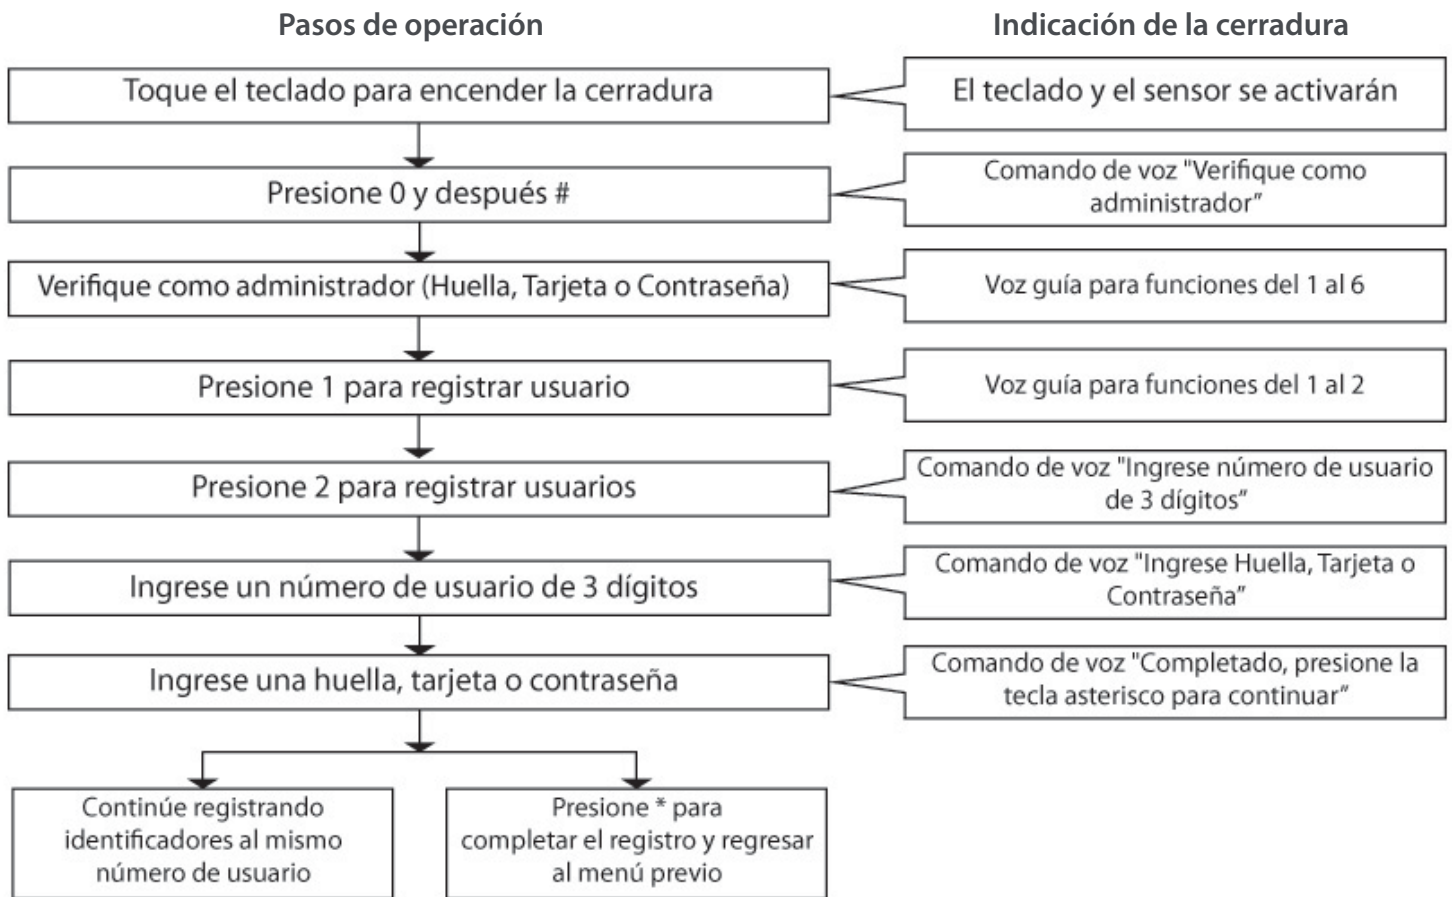 Pasos de operación
Indicación de la cerradura
Toque el teclado para encender la cerradura
El teclado y el sensor se activarán
Presione 0 y después #
Comando de voz "Verifique como
administrador"
Verifique como administrador (Huella, Tarjeta o Contraseña)
Voz guía para funciones del 1 al 6
Presione 1 para registrar usuario
Voz guía para funciones del 1 al 2
Presione 2 para registrar usuarios
Comando de voz "Ingrese número de usuario
de 3 dígitos"
Ingrese un número de usuario de 3 dígitos
Comando de voz "Ingrese Huella, Tarjeta o
Contraseña"
Ingrese una huella, tarjeta o contraseña
Comando de voz "Completado, presione la
tecla asterisco para continuar"
Continúe registrando
identificadores al mismo
número de usuario
Presione * para
completar el registro y regresar
al menú previo